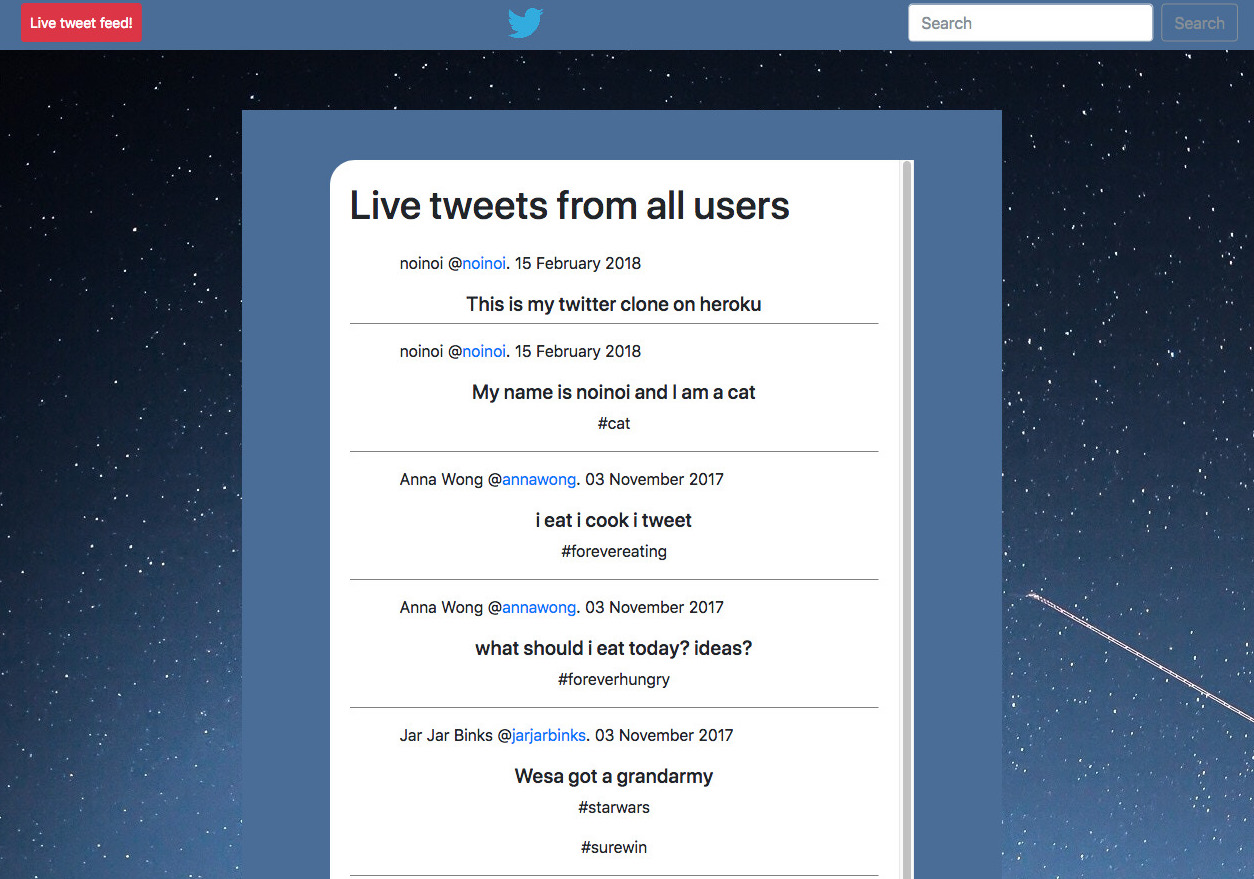 Live tweet feed!
Search Search
Live tweets from all users
noinoi @noinoi. 15 February 2018
This is my twitter clone on heroku
noinoi @noinoi. 15 February 2018
My name is noinoi and I am a cat
#cat
Anna Wong @annawong. 03 November 2017
i eat i cook i tweet
#forevereating
Anna Wong @annawong. 03 November 2017
what should i eat today? ideas?
#foreverhungry
Jar Jar Binks @jarjarbinks. 03 November 2017
Wesa got a grandarmy
#starwars
#surewin